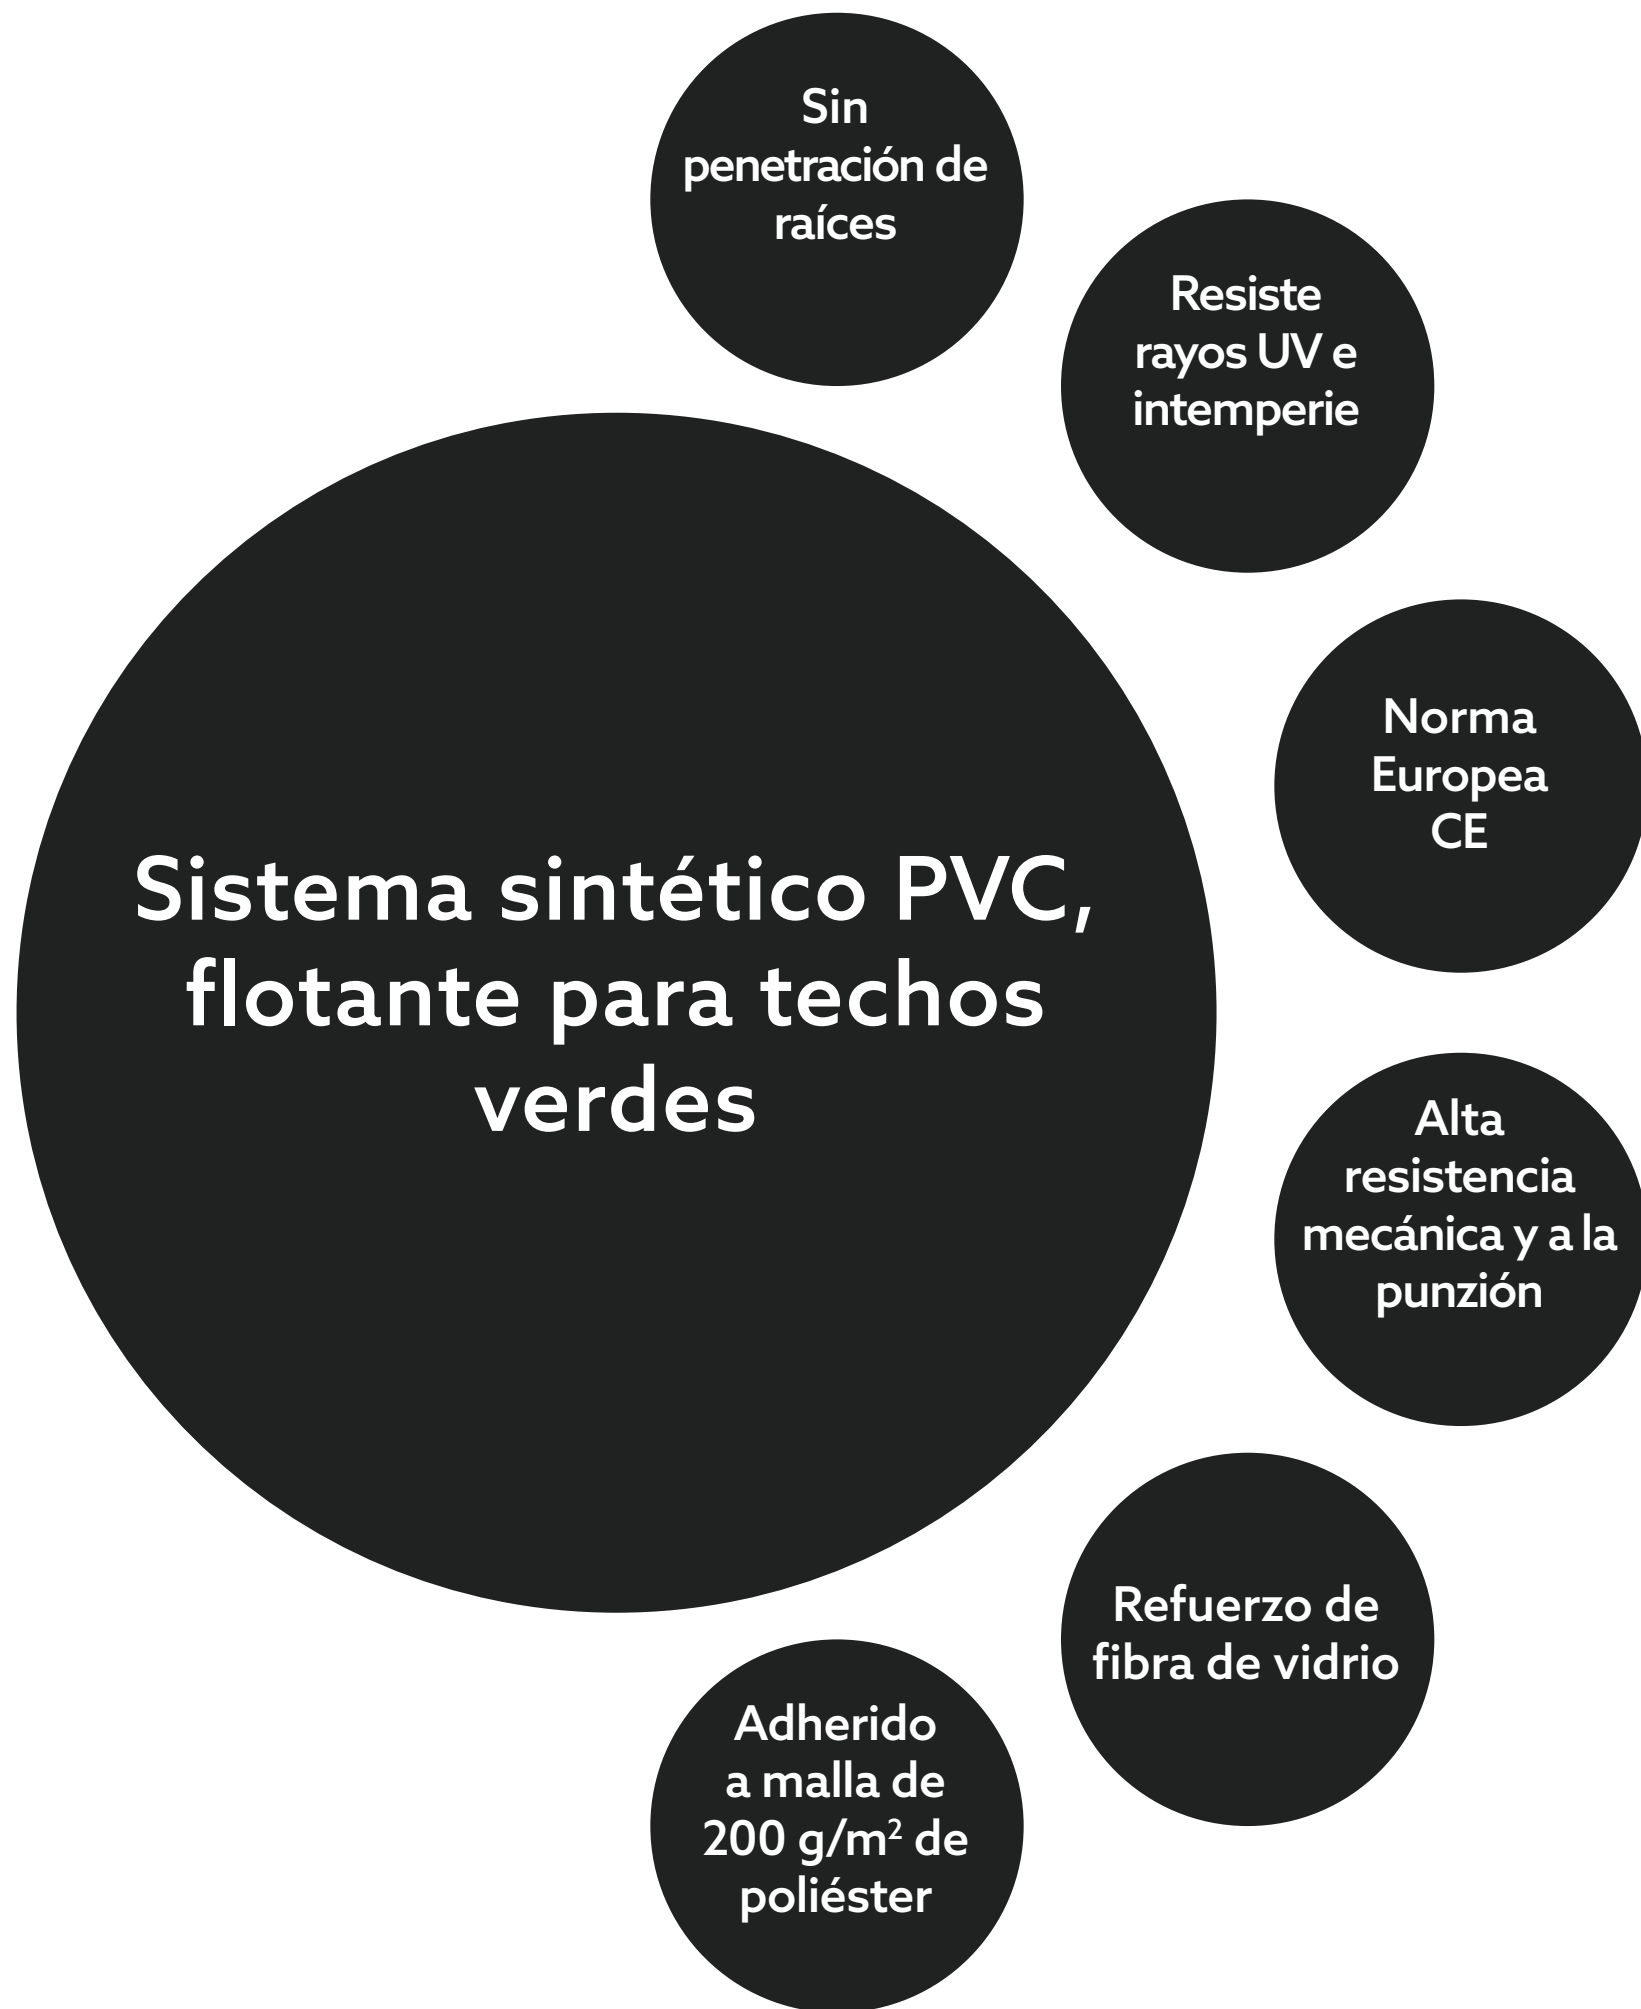 Sin
penetración de
raíces
Resiste
rayos UV e
intemperie
Norma
Europea
CE
Sistema sintético PVC,
flotante para techos
verdes
Alta
resistencia
mecánica y a la
punzión
Refuerzo de
fibra de vidrio
Adherido
a malla de
200 g/m² de
poliéster